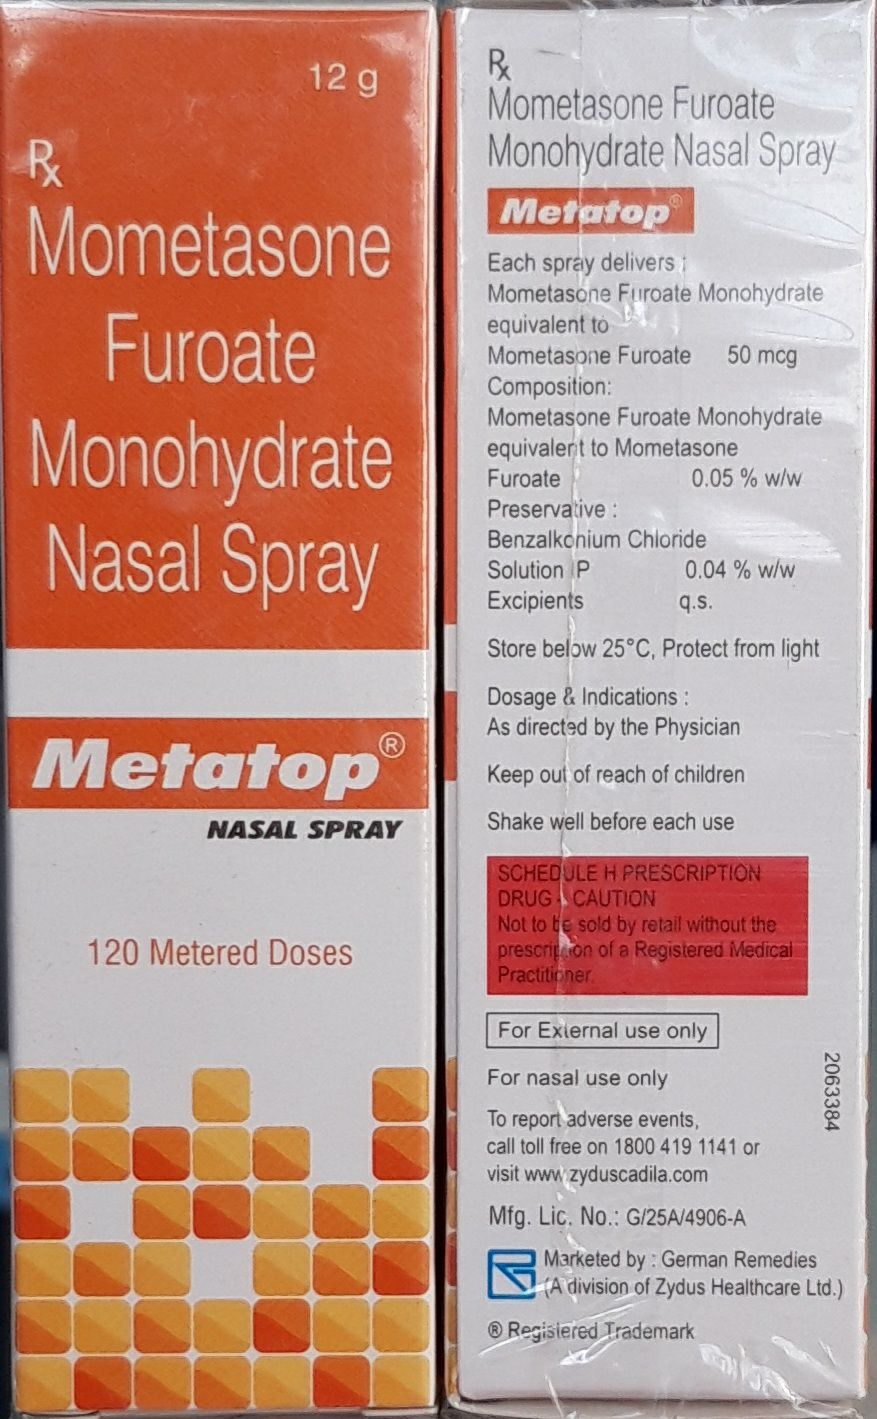 12 g
Rx
Mometasone
Furoate
Monohydrate
Nasal Spray
Metatop®
NASAL SPRAY
120 Metered Doses
Rx
Mometasone Furoate
Monohydrate Nasal Spray
Metatop®
Each spray delivers :
Mometasone Furoate Monohydrate
equivalent to
Mometasone Furoate 50 mcg
Composition:
Mometasone Furoate Monohydrate
equivalent to Mometasone
Furoate 0.05 % w/w
Preservative :
Benzalkonium Chloride
Solution IP 0.04 % w/w
Excipients q.s.
Store below 25°C, Protect from light
Dosage & Indications :
As directed by the Physician
Keep out of reach of children
Shake well before each use
SCHEDULE H PRESCRIPTION
DRUG - CAUTION
Not to be sold by retail without the
prescription of a Registered Medical
Practitioner.
For External use only
For nasal use only
To report adverse events,
call toll free on 1800 419 1141 or
visit www.zyduscadila.com
Mfg. Lic. No.: G/25A/4906-A
Marketed by : German Remedies
(A division of Zydus Healthcare Ltd.)
® Registered Trademark
2063384